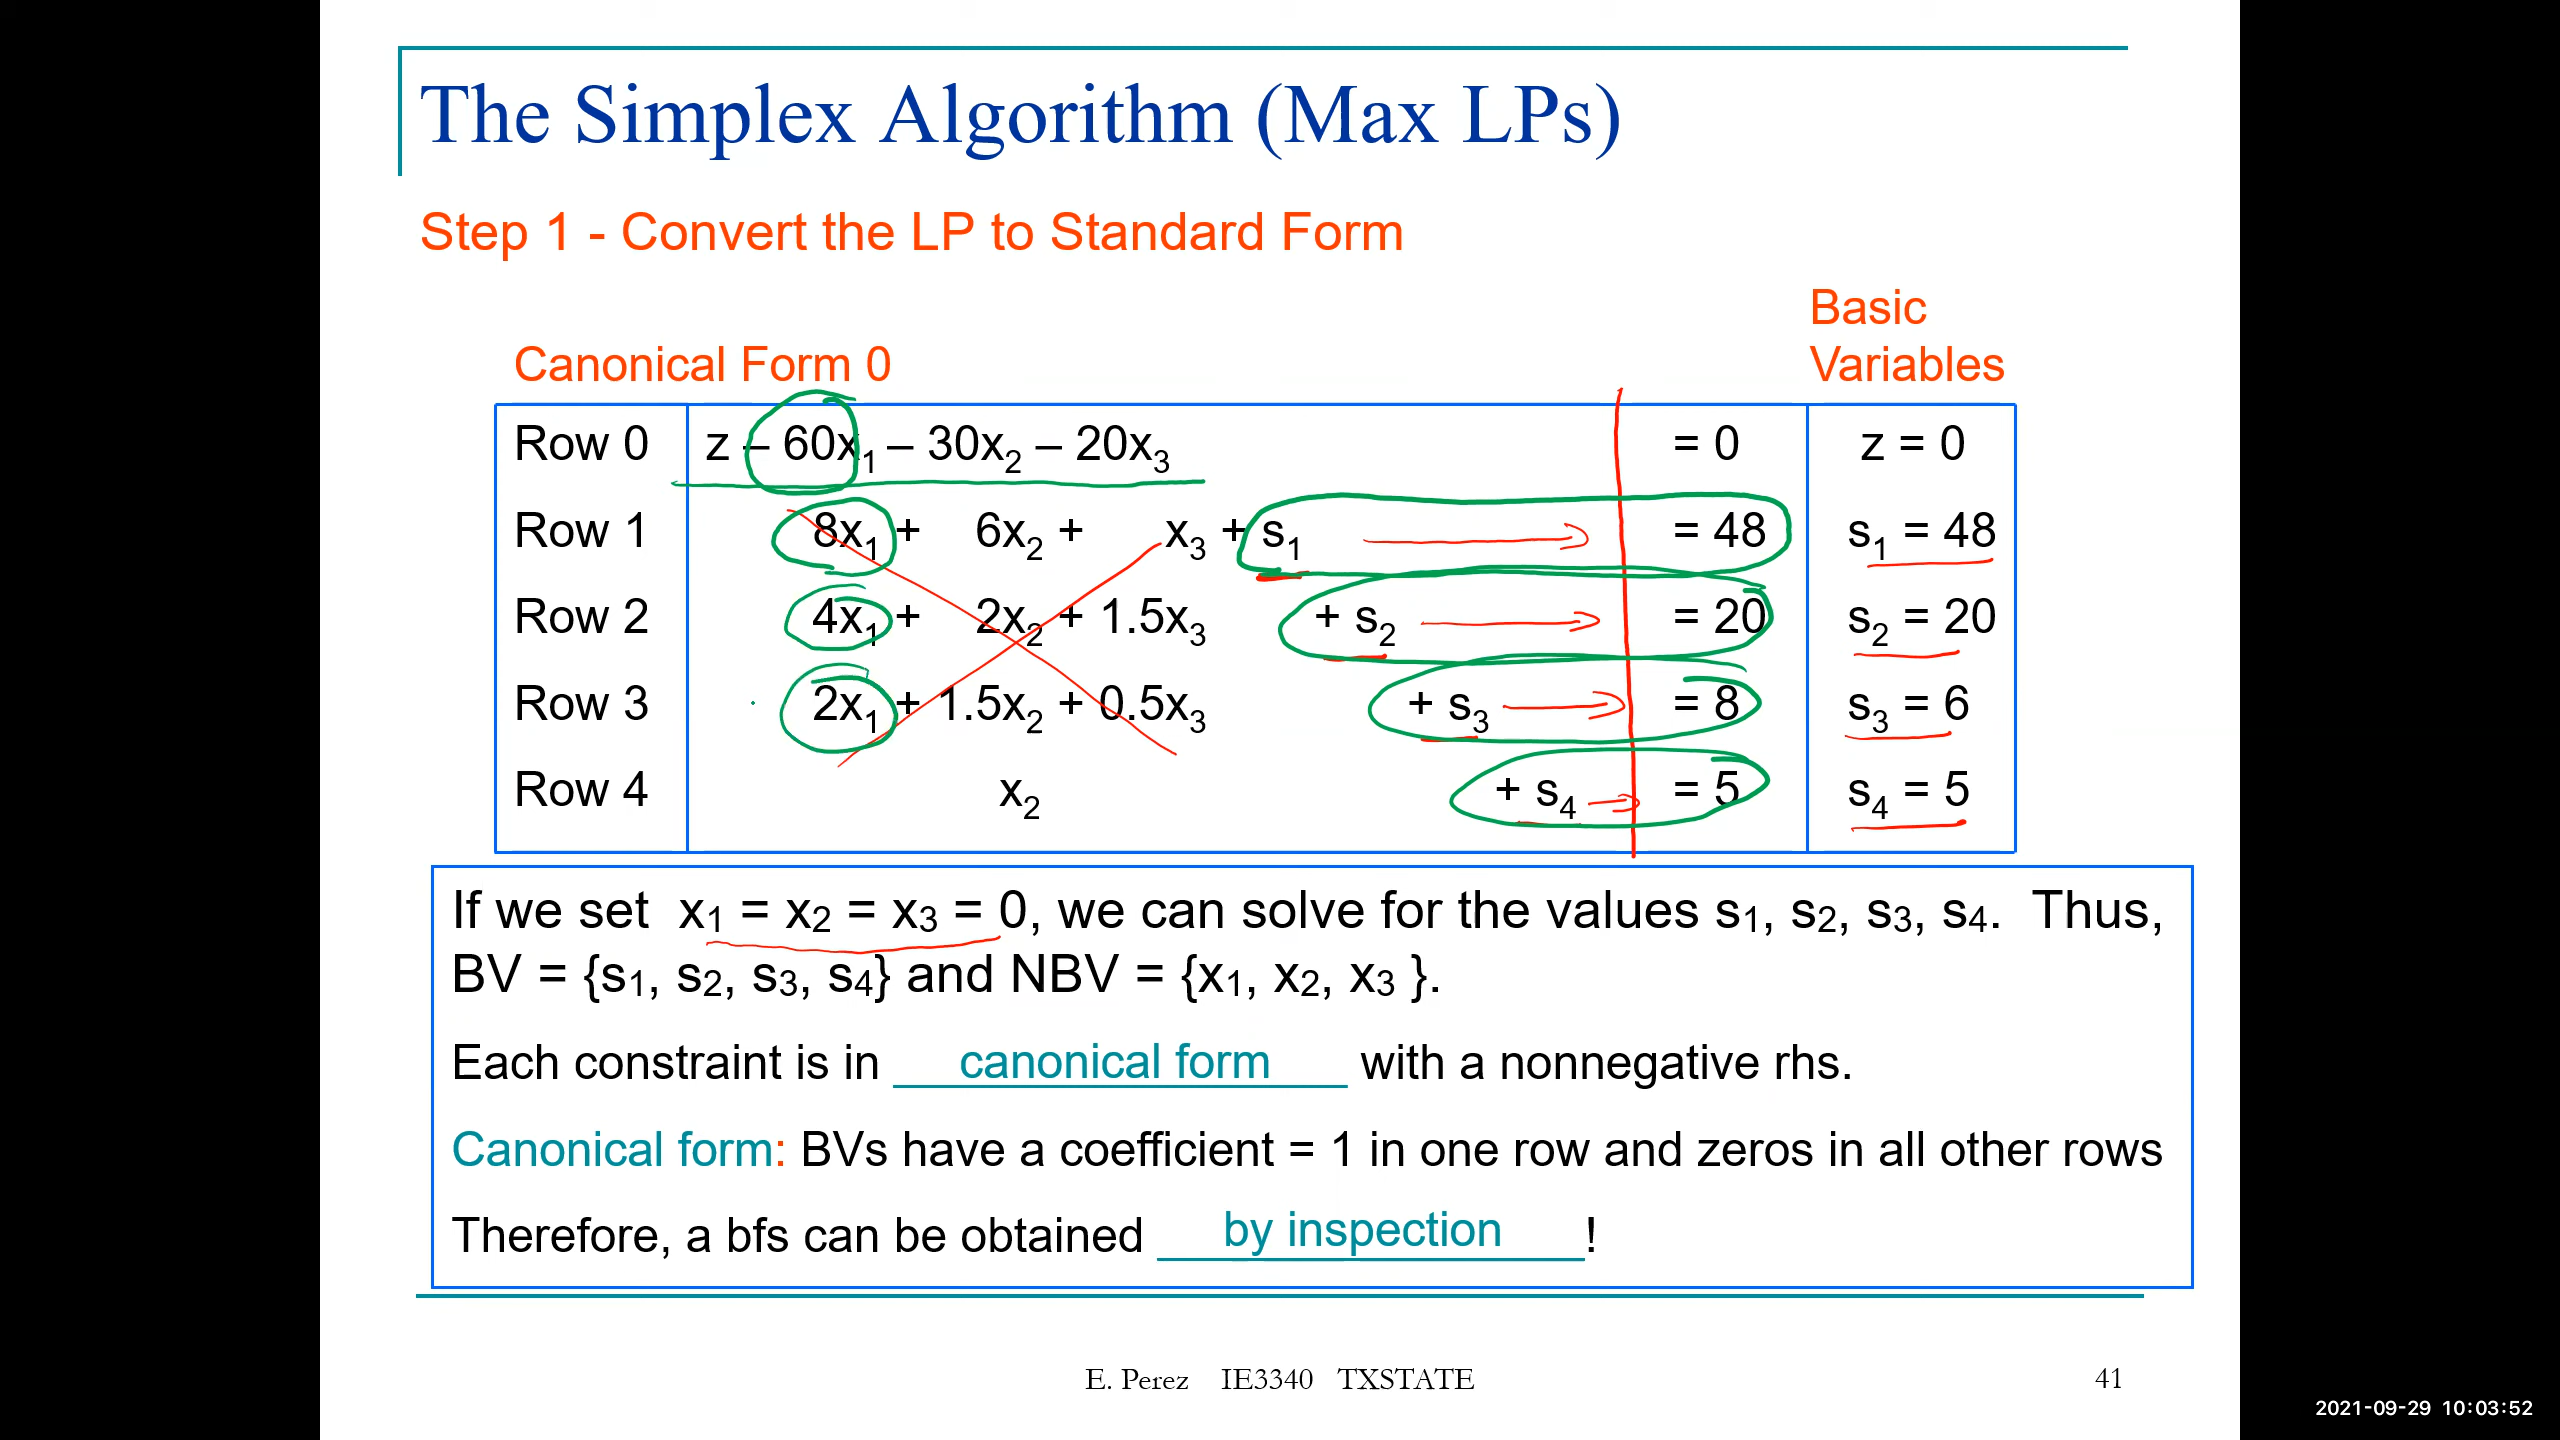 The Simplex Algorithm (Max LPs)
Step 1 - Convert the LP to Standard Form
Basic
Canonical Form 0 Variables
Row 0 z – 60x₁ – 30x₂ – 20x₃ = 0 z = 0
Row 1 8x₁ + 6x₂ + x₃ + s₁ = 48 s₁ = 48
Row 2 4x₁ + 2x₂ + 1.5x₃ + s₂ = 20 s₂ = 20
Row 3 2x₁ + 1.5x₂ + 0.5x₃ + s₃ = 8 s₃ = 6
Row 4 x₂ + s₄ = 5 s₄ = 5
If we set x₁ = x₂ = x₃ = 0, we can solve for the values s₁, s₂, s₃, s₄. Thus,
BV = {s₁, s₂, s₃, s₄} and NBV = {x₁, x₂, x₃ }.
Each constraint is in canonical form with a nonnegative rhs.
Canonical form: BVs have a coefficient = 1 in one row and zeros in all other rows
Therefore, a bfs can be obtained by inspection!
E. Perez IE3340 TXSTATE 41
2021-09-29 10:03:52